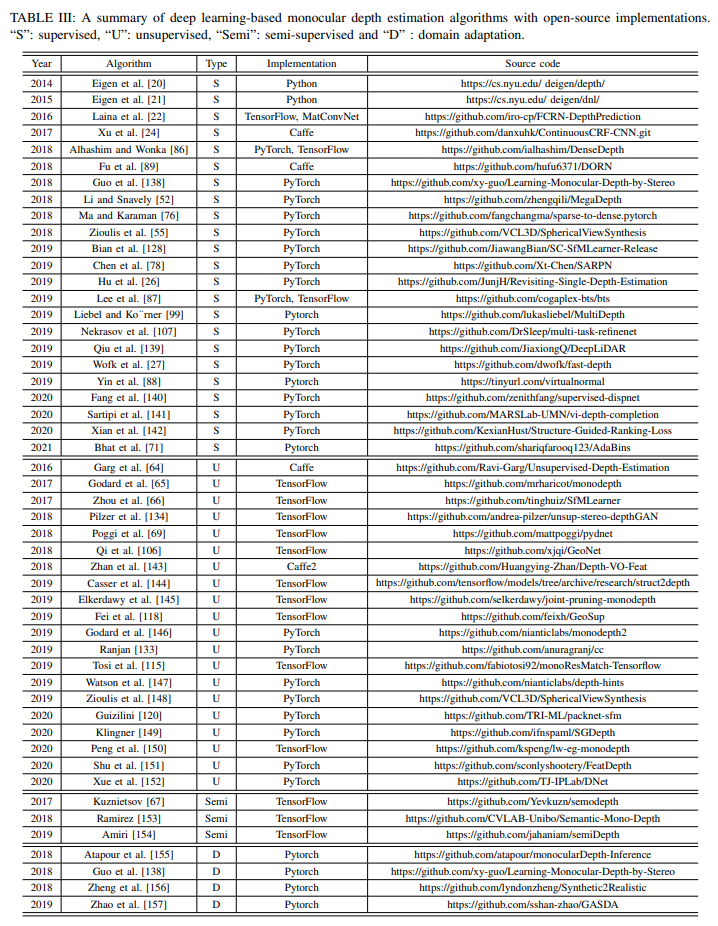 TABLE III: A summary of deep learning-based monocular depth estimation algorithms with open-source implementations.
“S”: supervised, “U”: unsupervised, “Semi”: semi-supervised and “D” : domain adaptation.
Year Algorithm Type Implementation Source code
2014 Eigen et al. [20] S Python https://cs.nyu.edu/ deigen/depth/
2015 Eigen et al. [21] S Python https://cs.nyu.edu/ deigen/dnl/
2016 Laina et al. [22] S TensorFlow, MatConvNet https://github.com/iro-cp/FCRN-DepthPrediction
2017 Xu et al. [24] S Caffe https://github.com/danxuhk/ContinuousCRF-CNN.git
2018 Alhashim and Wonka [86] S PyTorch, TensorFlow https://github.com/ialhashim/DenseDepth
2018 Fu et al. [89] S Caffe https://github.com/hufu6371/DORN
2018 Guo et al. [138] S PyTorch https://github.com/xy-guo/Learning-Monocular-Depth-by-Stereo
2018 Li and Snavely [52] S PyTorch https://github.com/zhengqili/MegaDepth
2018 Ma and Karaman [76] S PyTorch https://github.com/fangchangma/sparse-to-dense.pytorch
2018 Zioulis et al. [55] S PyTorch https://github.com/VCL3D/SphericalViewSynthesis
2019 Bian et al. [128] S PyTorch https://github.com/JiawangBian/SC-SfMLearner-Release
2019 Chen et al. [78] S PyTorch https://github.com/Xt-Chen/SARPN
2019 Hu et al. [26] S PyTorch https://github.com/JunjH/Revisiting-Single-Depth-Estimation
2019 Lee et al. [87] S PyTorch, TensorFlow https://github.com/cogaplex-bts/bts
2019 Liebel and Ko¨rner [99] S Pytorch https://github.com/lukasliebel/MultiDepth
2019 Nekrasov et al. [107] S PyTorch https://github.com/DrSleep/multi-task-refinenet
2019 Qiu et al. [139] S PyTorch https://github.com/JiaxiongQ/DeepLiDAR
2019 Wofk et al. [27] S PyTorch https://github.com/dwofk/fast-depth
2019 Yin et al. [88] S Pytorch https://tinyurl.com/virtualnormal
2020 Fang et al. [140] S PyTorch https://github.com/zenithfang/supervised-dispnet
2020 Sartipi et al. [141] S PyTorch https://github.com/MARSLab-UMN/vi-depth-completion
2020 Xian et al. [142] S PyTorch https://github.com/KexianHust/Structure-Guided-Ranking-Loss
2021 Bhat et al. [71] S Pytorch https://github.com/shariqfarooq123/AdaBins
2016 Garg et al. [64] U Caffe https://github.com/Ravi-Garg/Unsupervised-Depth-Estimation
2017 Godard et al. [65] U TensorFlow https://github.com/mrharicot/monodepth
2017 Zhou et al. [66] U TensorFlow https://github.com/tinghuiz/SfMLearner
2018 Pilzer et al. [134] U TensorFlow https://github.com/andrea-pilzer/unsup-stereo-depthGAN
2018 Poggi et al. [69] U TensorFlow https://github.com/mattpoggi/pydnet
2018 Qi et al. [106] U TensorFlow https://github.com/xjqi/GeoNet
2018 Zhan et al. [143] U Caffe2 https://github.com/Huangying-Zhan/Depth-VO-Feat
2019 Casser et al. [144] U TensorFlow https://github.com/tensorflow/models/tree/archive/research/struct2depth
2019 Elkerdawy et al. [145] U TensorFlow https://github.com/selkerdawy/joint-pruning-monodepth
2019 Fei et al. [118] U TensorFlow https://github.com/feixh/GeoSup
2019 Godard et al. [146] U PyTorch https://github.com/nianticlabs/monodepth2
2019 Ranjan [133] U PyTorch https://github.com/anuragranj/cc
2019 Tosi et al. [115] U TensorFlow https://github.com/fabiotosi92/monoResMatch-Tensorflow
2019 Watson et al. [147] U PyTorch https://github.com/nianticlabs/depth-hints
2019 Zioulis et al. [148] U PyTorch https://github.com/VCL3D/SphericalViewSynthesis
2020 Guizilini [120] U PyTorch https://github.com/TRI-ML/packnet-sfm
2020 Klingner [149] U PyTorch https://github.com/ifnspaml/SGDepth
2020 Peng et al. [150] U TensorFlow https://github.com/kspeng/lw-eg-monodepth
2020 Shu et al. [151] U PyTorch https://github.com/sconlyshootery/FeatDepth
2020 Xue et al. [152] U PyTorch https://github.com/TJ-IPLab/DNet
2017 Kuznietsov [67] Semi TensorFlow https://github.com/Yevkuzn/semodepth
2018 Ramirez [153] Semi TensorFlow https://github.com/CVLAB-Unibo/Semantic-Mono-Depth
2019 Amiri [154] Semi TensorFlow https://github.com/jahaniam/semiDepth
2018 Atapour et al. [155] D Pytorch https://github.com/atapour/monocularDepth-Inference
2018 Guo et al. [138] D Pytorch https://github.com/xy-guo/Learning-Monocular-Depth-by-Stereo
2018 Zheng et al. [156] D Pytorch https://github.com/lyndonzheng/Synthetic2Realistic
2019 Zhao et al. [157] D Pytorch https://github.com/sshan-zhao/GASDA